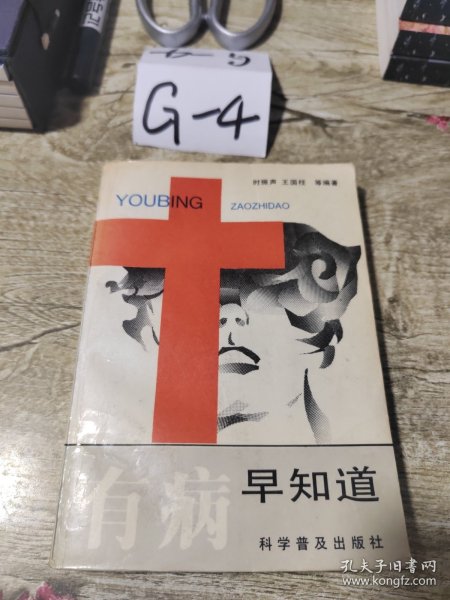 G-4
时振声 王国柱 等编著
YOUBING ZAOZHIDAO
有病 早知道
科学普及出版社
孔夫子旧书网
www.kongfz.com